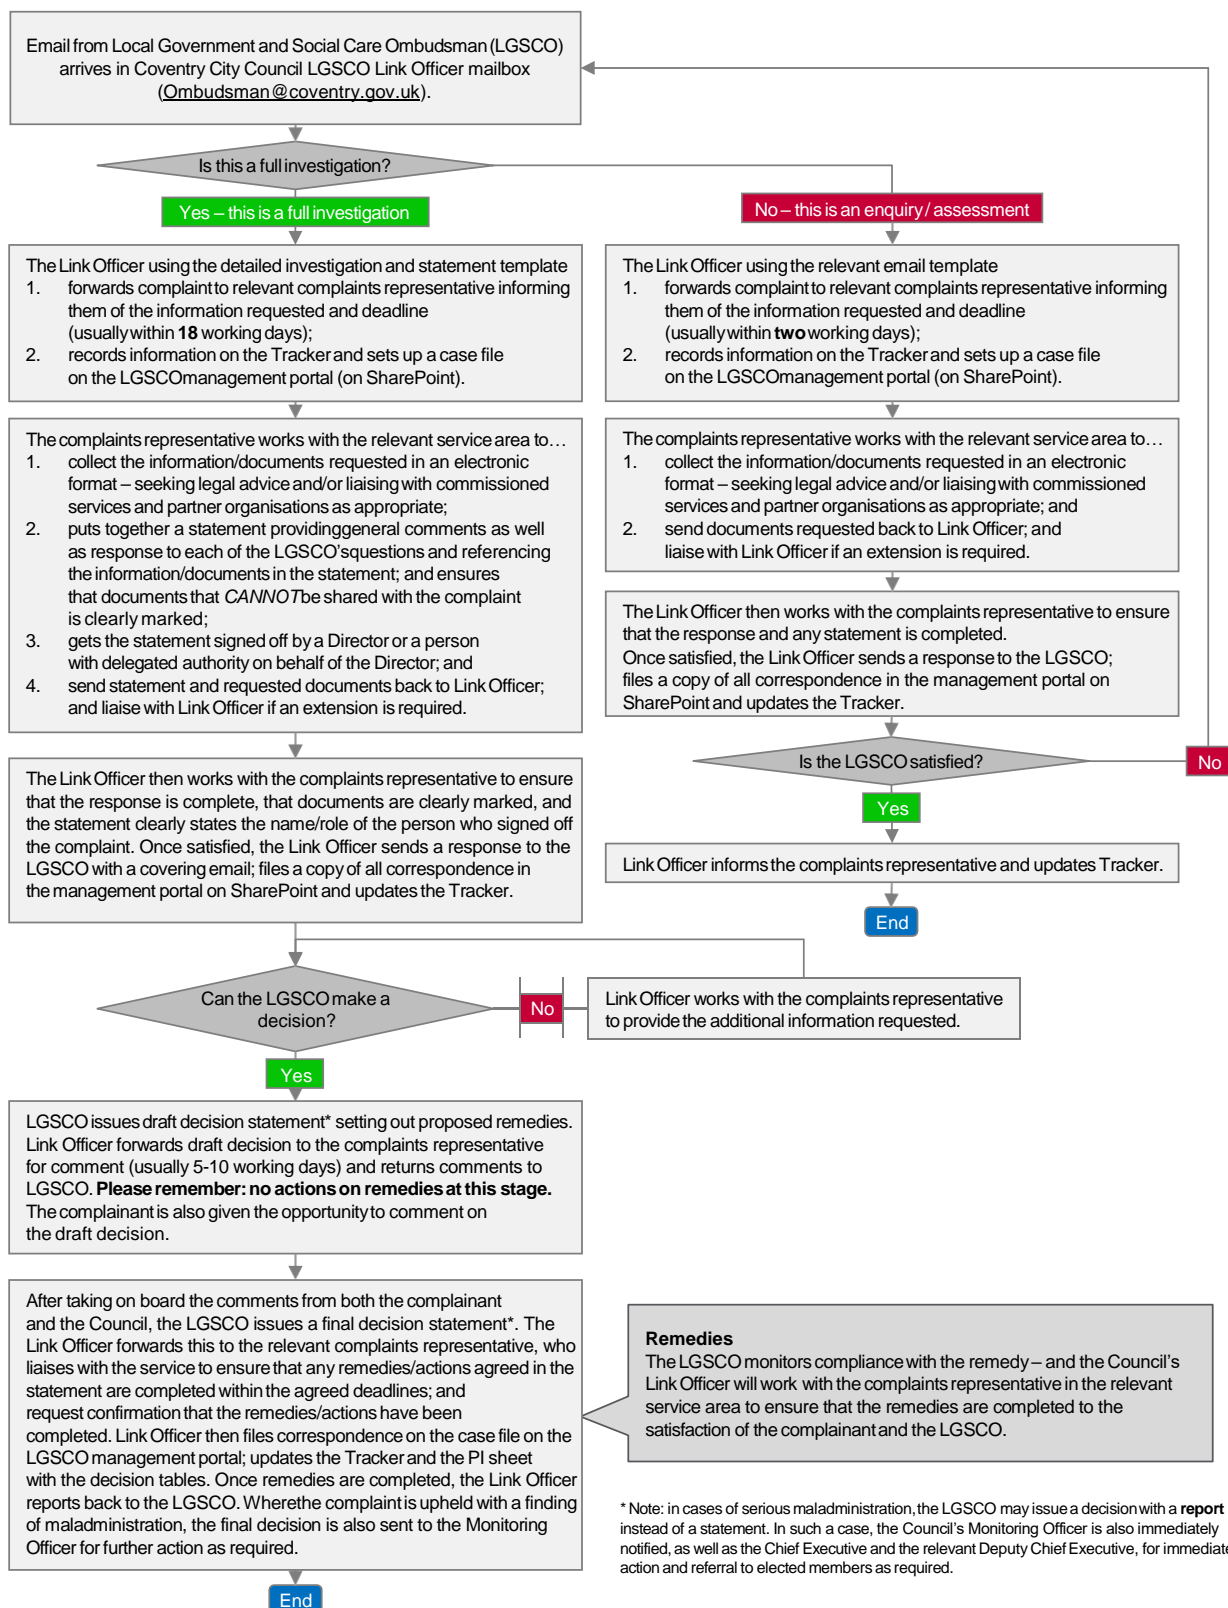 Email from Local Government and Social Care Ombudsman (LGSCO)
arrives in Coventry City Council LGSCO Link Officer mailbox
(Ombudsman@coventry.gov.uk).
Is this a full investigation?
Yes – this is a full investigation
No – this is an enquiry / assessment
The Link Officer using the detailed investigation and statement template
1. forwards complaint to relevant complaints representative informing
them of the information requested and deadline
(usually within 18 working days);
2. records information on the Tracker and sets up a case file
on the LGSCO management portal (on SharePoint).
The Link Officer using the relevant email template
1. forwards complaint to relevant complaints representative informing
them of the information requested and deadline
(usually within two working days);
2. records information on the Tracker and sets up a case file
on the LGSCO management portal (on SharePoint).
The complaints representative works with the relevant service area to…
1. collect the information/documents requested in an electronic
format – seeking legal advice and/or liaising with commissioned
services and partner organisations as appropriate;
2. puts together a statement providing general comments as well
as response to each of the LGSCO's questions and referencing
the information/documents in the statement; and ensures
that documents that CANNOT be shared with the complaint
is clearly marked;
3. gets the statement signed off by a Director or a person
with delegated authority on behalf of the Director; and
4. send statement and requested documents back to Link Officer;
and liaise with Link Officer if an extension is required.
The complaints representative works with the relevant service area to…
1. collect the information/documents requested in an electronic
format – seeking legal advice and/or liaising with commissioned
services and partner organisations as appropriate; and
2. send documents requested back to Link Officer; and
liaise with Link Officer if an extension is required.
The Link Officer then works with the complaints representative to ensure
that the response and any statement is completed.
Once satisfied, the Link Officer sends a response to the LGSCO;
files a copy of all correspondence in the management portal on
SharePoint and updates the Tracker.
Is the LGSCO satisfied?
No
Yes
Link Officer informs the complaints representative and updates Tracker.
End
The Link Officer then works with the complaints representative to ensure
that the response is complete, that documents are clearly marked, and
the statement clearly states the name/role of the person who signed off
the complaint. Once satisfied, the Link Officer sends a response to the
LGSCO with a covering email; files a copy of all correspondence in
the management portal on SharePoint and updates the Tracker.
Can the LGSCO make a
decision?
No
Link Officer works with the complaints representative
to provide the additional information requested.
Yes
LGSCO issues draft decision statement* setting out proposed remedies.
Link Officer forwards draft decision to the complaints representative
for comment (usually 5-10 working days) and returns comments to
LGSCO. Please remember: no actions on remedies at this stage.
The complainant is also given the opportunity to comment on
the draft decision.
After taking on board the comments from both the complainant
and the Council, the LGSCO issues a final decision statement*. The
Link Officer forwards this to the relevant complaints representative, who
liaises with the service to ensure that any remedies/actions agreed in the
statement are completed within the agreed deadlines; and
request confirmation that the remedies/actions have been
completed. Link Officer then files correspondence on the case file on the
LGSCO management portal; updates the Tracker and the PI sheet
with the decision tables. Once remedies are completed, the Link Officer
reports back to the LGSCO. Where the complaint is upheld with a finding
of maladministration, the final decision is also sent to the Monitoring
Officer for further action as required.
End
Remedies
The LGSCO monitors compliance with the remedy – and the Council's
Link Officer will work with the complaints representative in the relevant
service area to ensure that the remedies are completed to the
satisfaction of the complainant and the LGSCO.
* Note: in cases of serious maladministration, the LGSCO may issue a decision with a report
instead of a statement. In such a case, the Council's Monitoring Officer is also immediately
notified, as well as the Chief Executive and the relevant Deputy Chief Executive, for immediate
action and referral to elected members as required.